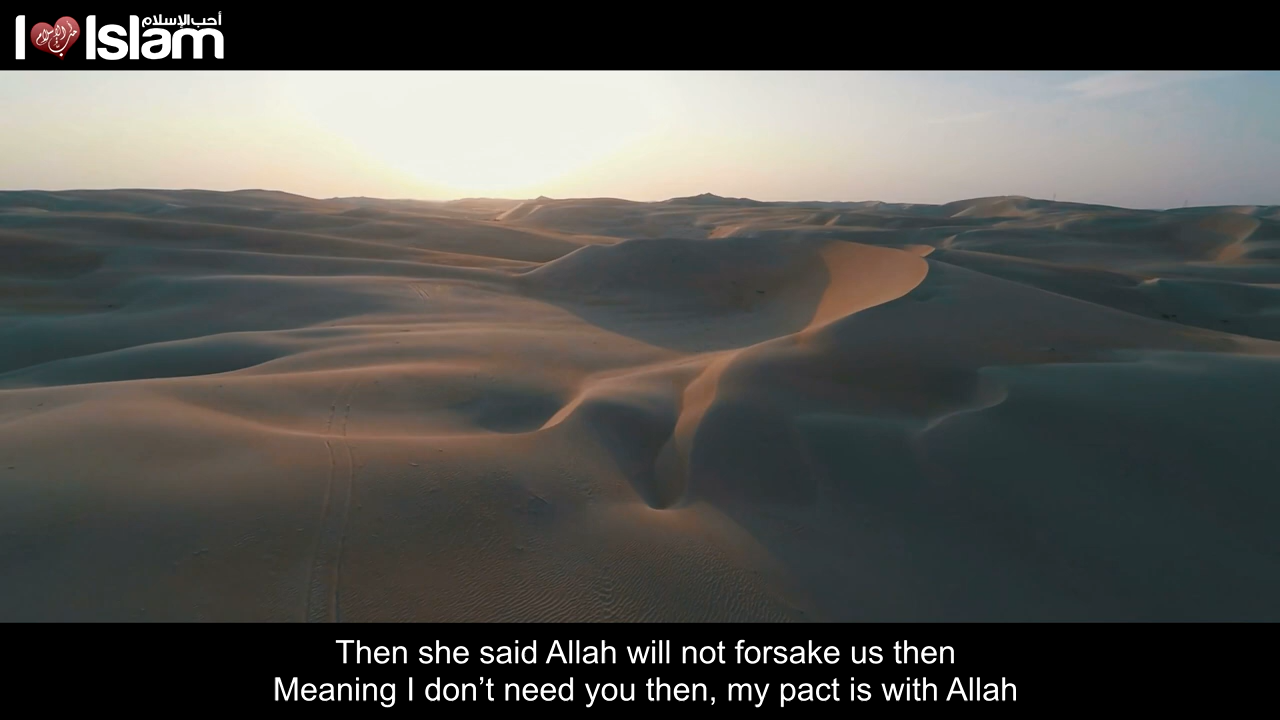 أحب الإسلام
I Islam
Then she said Allah will not forsake us then
Meaning I don’t need you then, my pact is with Allah